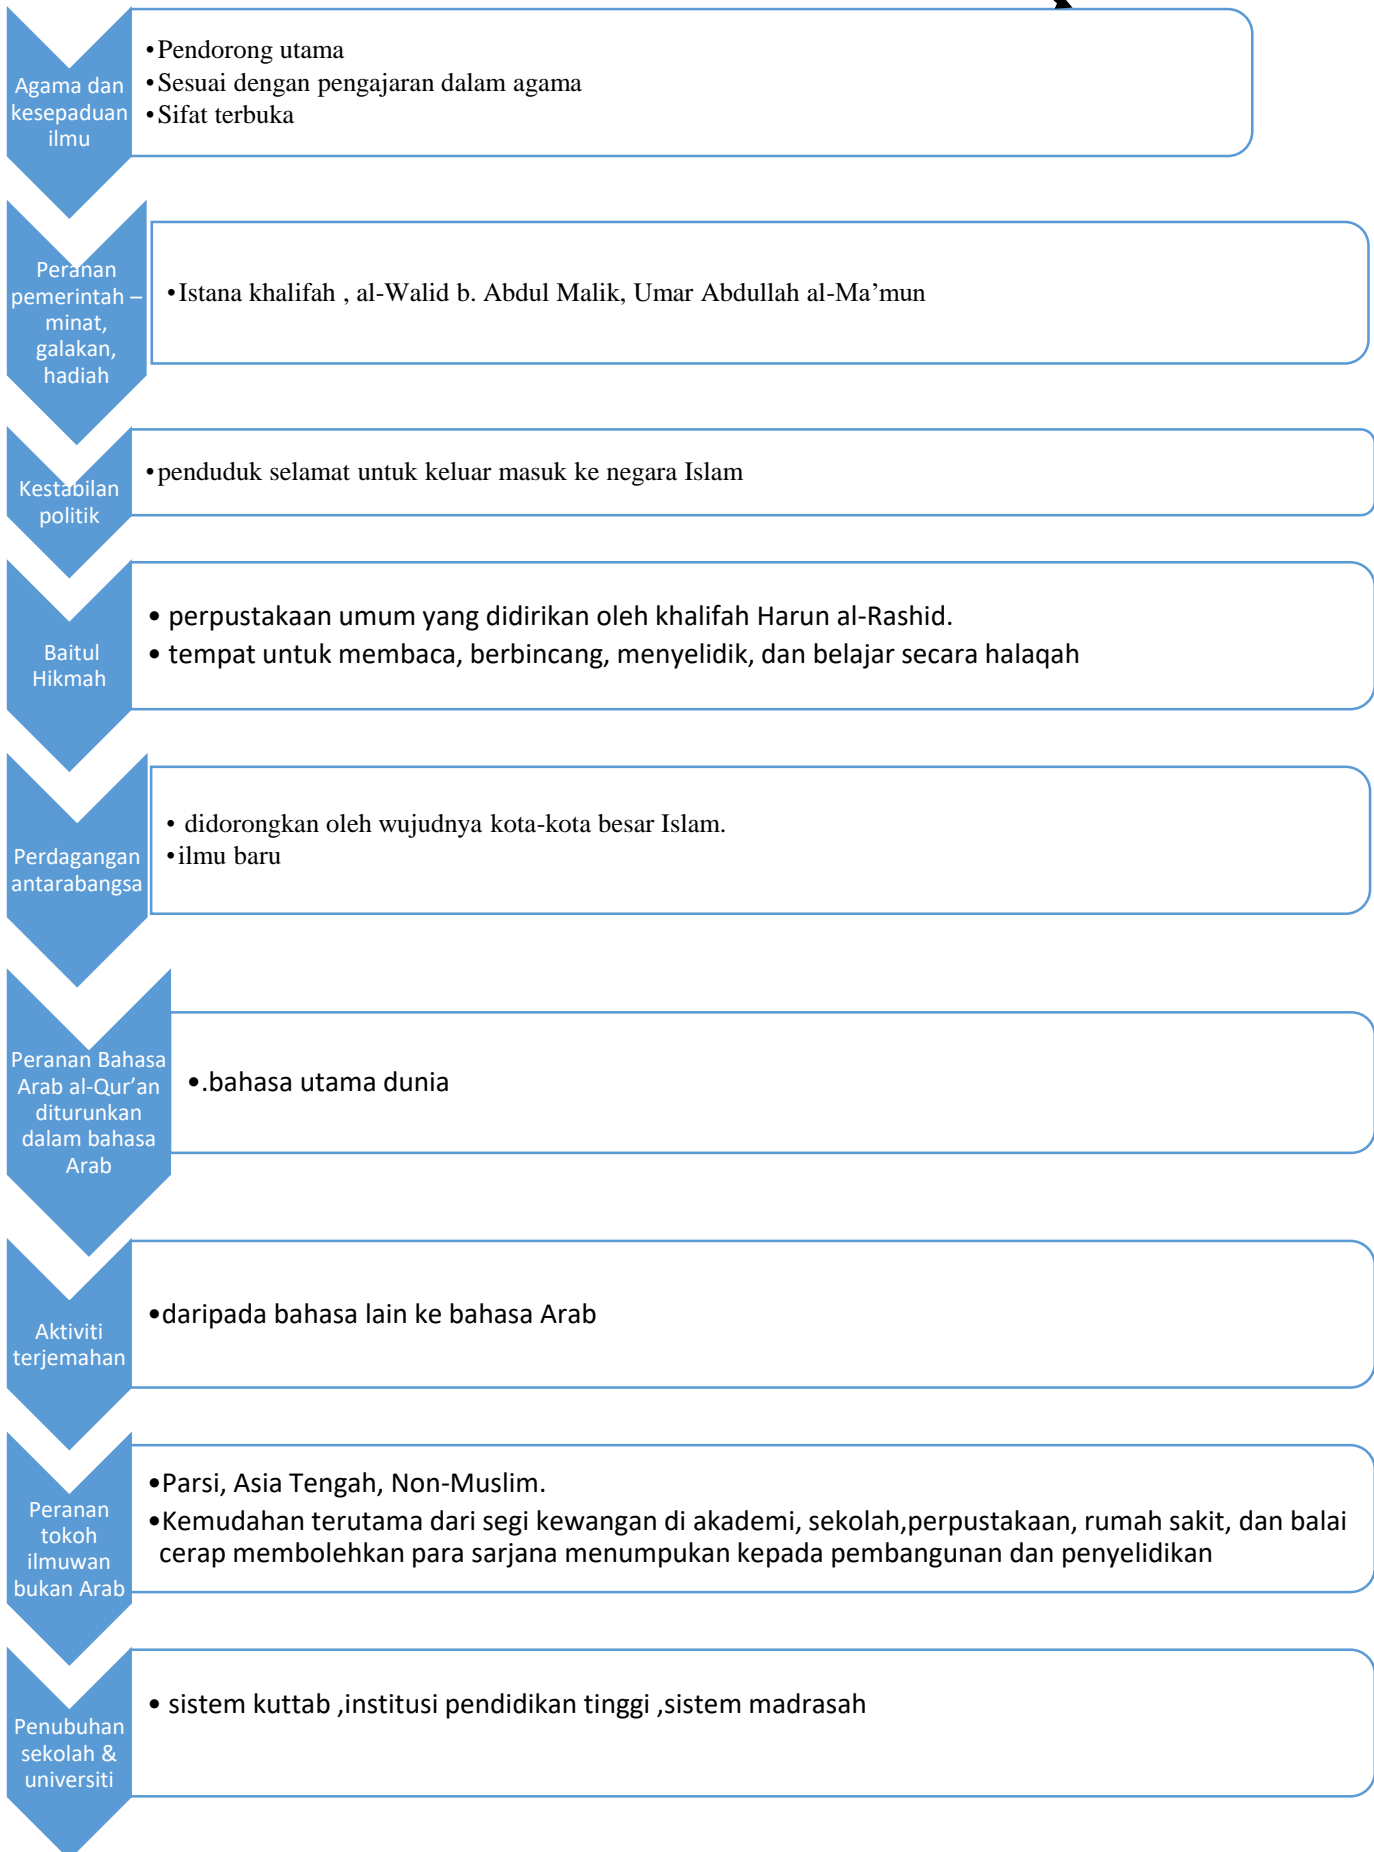 Agama dan
kesepaduan
ilmu
•Pendorong utama
•Sesuai dengan pengajaran dalam agama
•Sifat terbuka
Peranan
pemerintah –
minat,
galakan,
hadiah
•Istana khalifah , al-Walid b. Abdul Malik, Umar Abdullah al-Ma’mun
Kestabilan
politik
•penduduk selamat untuk keluar masuk ke negara Islam
Baitul
Hikmah
• perpustakaan umum yang didirikan oleh khalifah Harun al-Rashid.
• tempat untuk membaca, berbincang, menyelidik, dan belajar secara halaqah
Perdagangan
antarabangsa
• didorongkan oleh wujudnya kota-kota besar Islam.
•ilmu baru
Peranan Bahasa
Arab al-Qur’an
diturunkan
dalam bahasa
Arab
•.bahasa utama dunia
Aktiviti
terjemahan
•daripada bahasa lain ke bahasa Arab
Peranan
tokoh
ilmuwan
bukan Arab
•Parsi, Asia Tengah, Non-Muslim.
•Kemudahan terutama dari segi kewangan di akademi, sekolah,perpustakaan, rumah sakit, dan balai
cerap membolehkan para sarjana menumpukan kepada pembangunan dan penyelidikan
Penubuhan
sekolah &
universiti
• sistem kuttab ,institusi pendidikan tinggi ,sistem madrasah